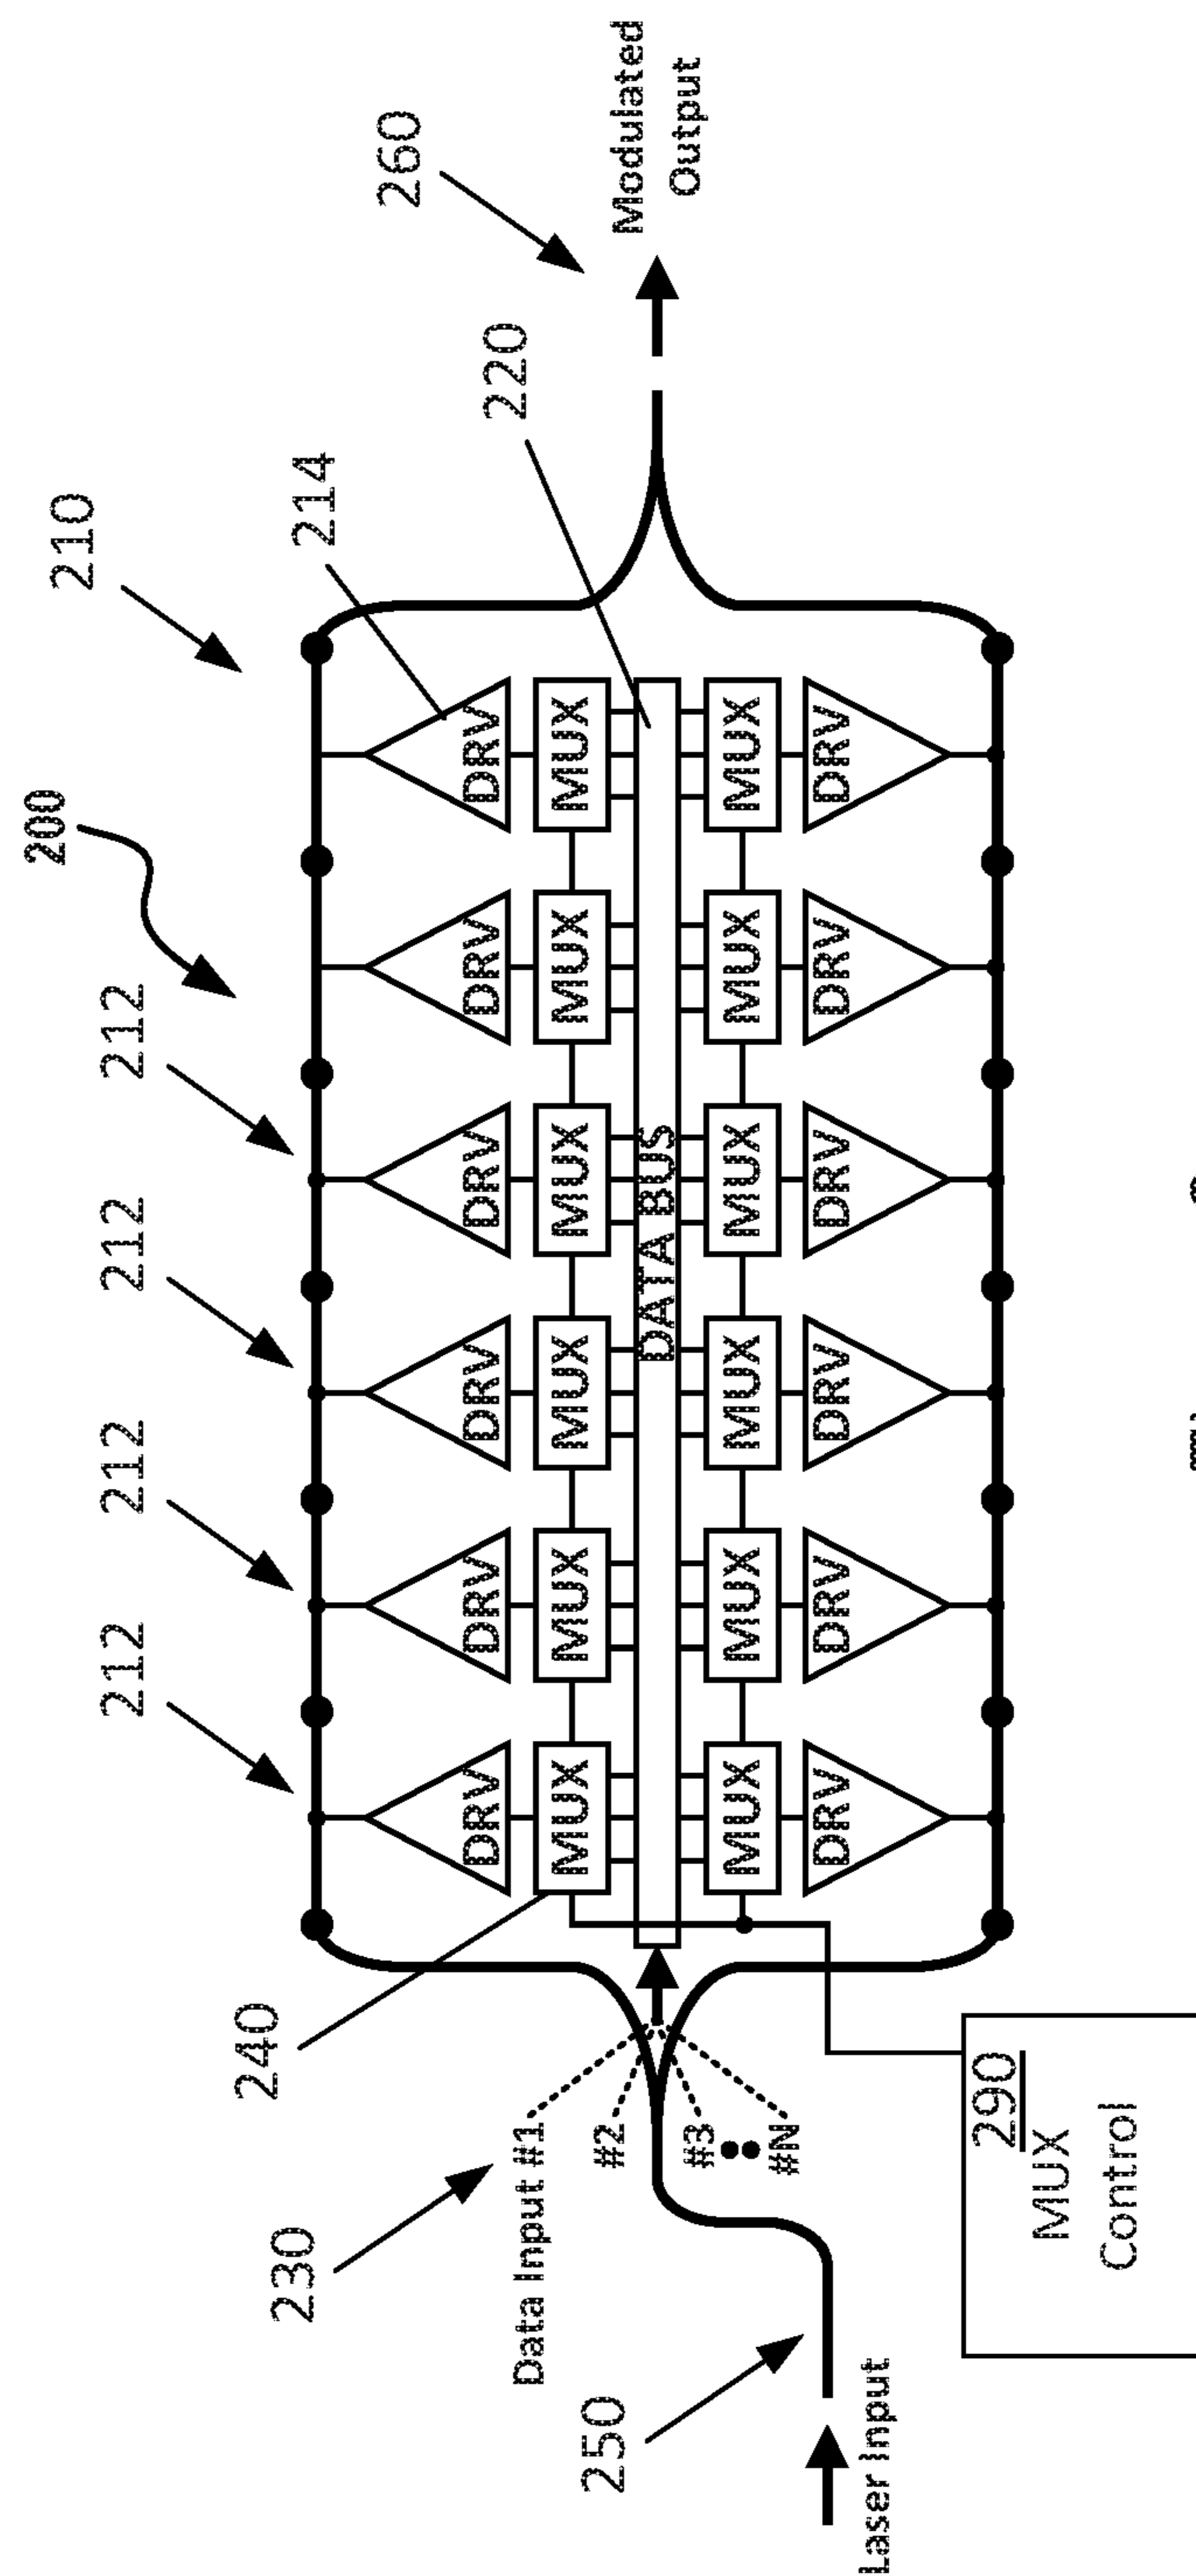 200
210
260
212
212
212
212
214
220
240
230
250
Modulated
Output
DRV
DRV
DRV
DRV
DRV
DRV
MUX
MUX
MUX
MUX
MUX
MUX
DATA BUS
MUX
MUX
MUX
MUX
MUX
MUX
DRV
DRV
DRV
DRV
DRV
DRV
Data Input #1
#2
#3
#N
Laser Input
290
MUX
Control